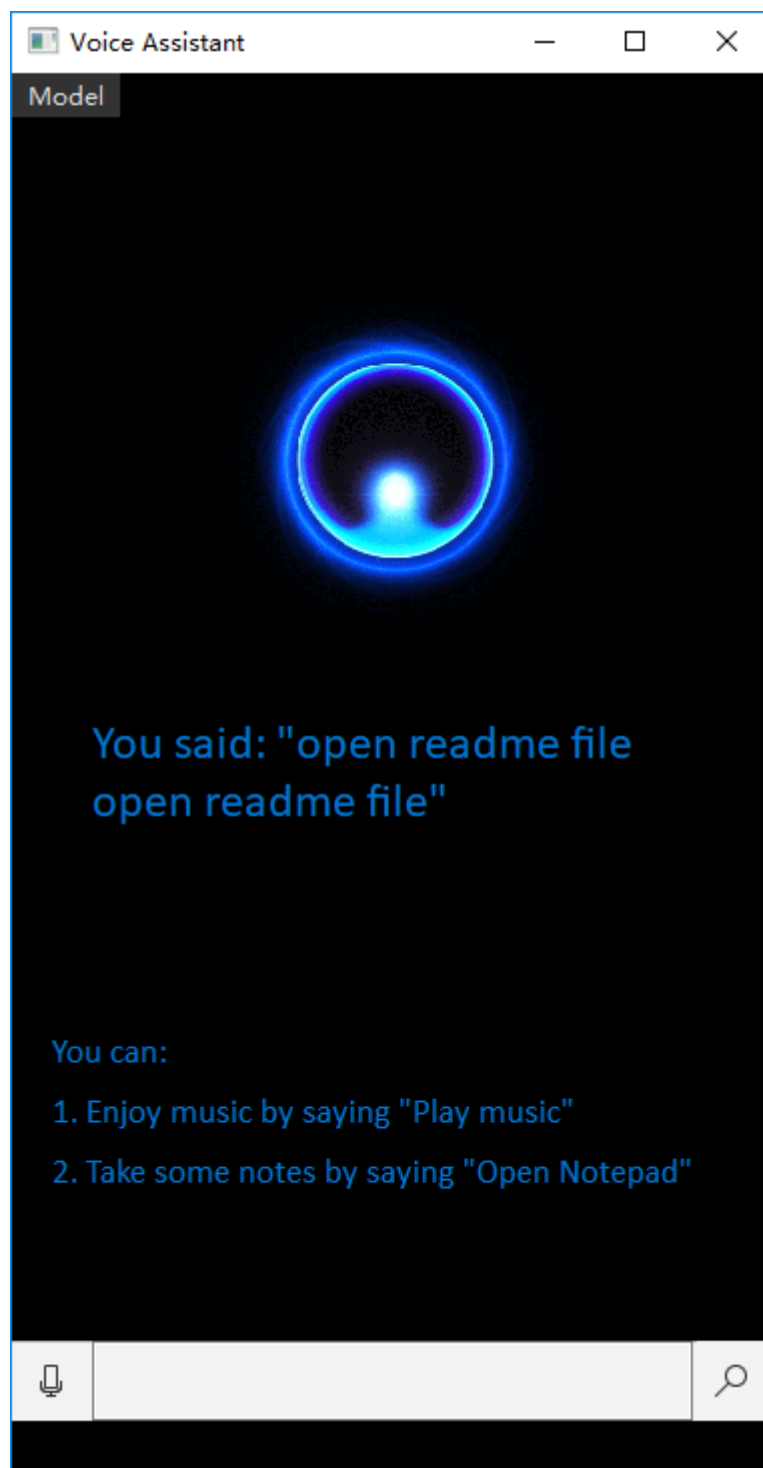 Voice Assistant
Model
You said: "open readme file
open readme file"
You can:
1. Enjoy music by saying "Play music"
2. Take some notes by saying "Open Notepad"